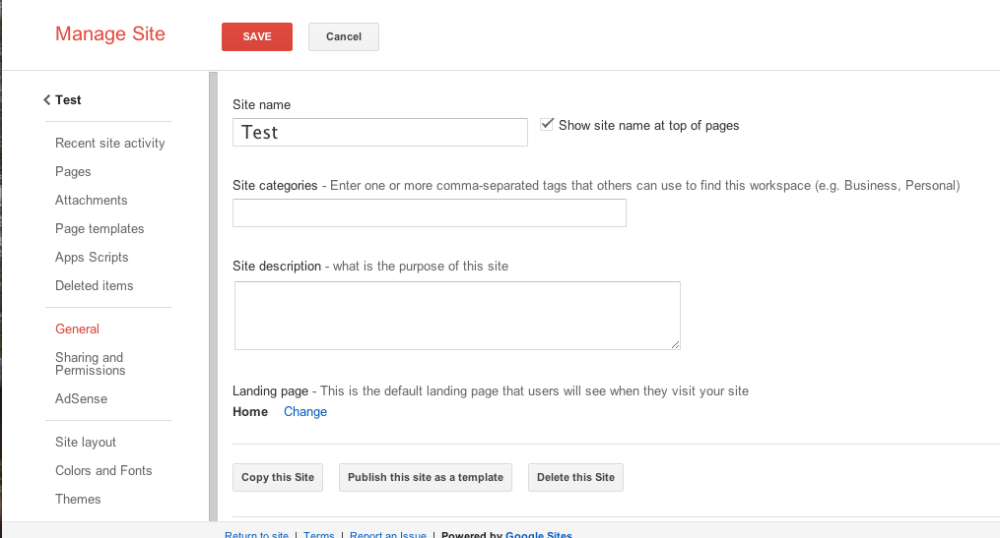 Manage Site
SAVE
Cancel
Test
Recent site activity
Pages
Attachments
Page templates
Apps Scripts
Deleted items
General
Sharing and
Permissions
AdSense
Site layout
Colors and Fonts
Themes
Site name
Test
Show site name at top of pages
Site categories - Enter one or more comma-separated tags that others can use to find this workspace (e.g. Business, Personal)
Site description - what is the purpose of this site
Landing page - This is the default landing page that users will see when they visit your site
Home Change
Copy this Site
Publish this site as a template
Delete this Site
Return to site | Terms | Report an Issue | Powered by Google Sites